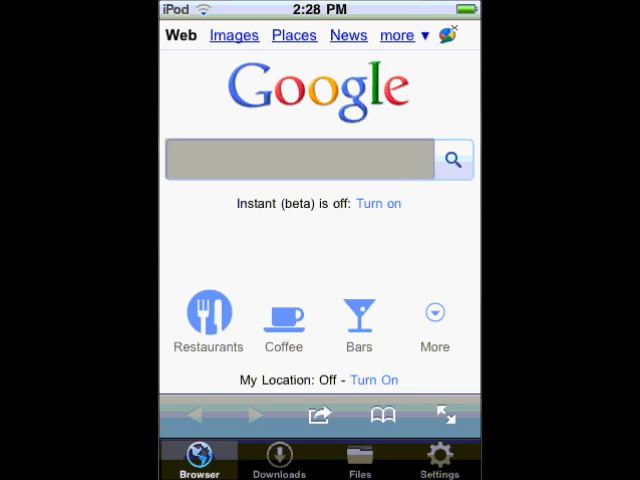 iPod 2:28 PM
Web Images Places News more ▼
Google
Instant (beta) is off: Turn on
Restaurants Coffee Bars More
My Location: Off - Turn On
Browser Downloads Files Settings